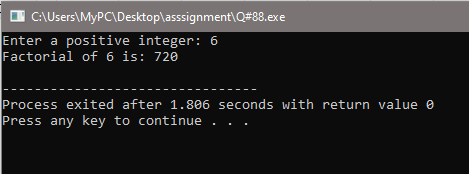 C:\Users\MyPC\Desktop\asssignment\Q#88.exe
Enter a positive integer: 6
Factorial of 6 is: 720
--------------------------------
Process exited after 1.806 seconds with return value 0
Press any key to continue . . .